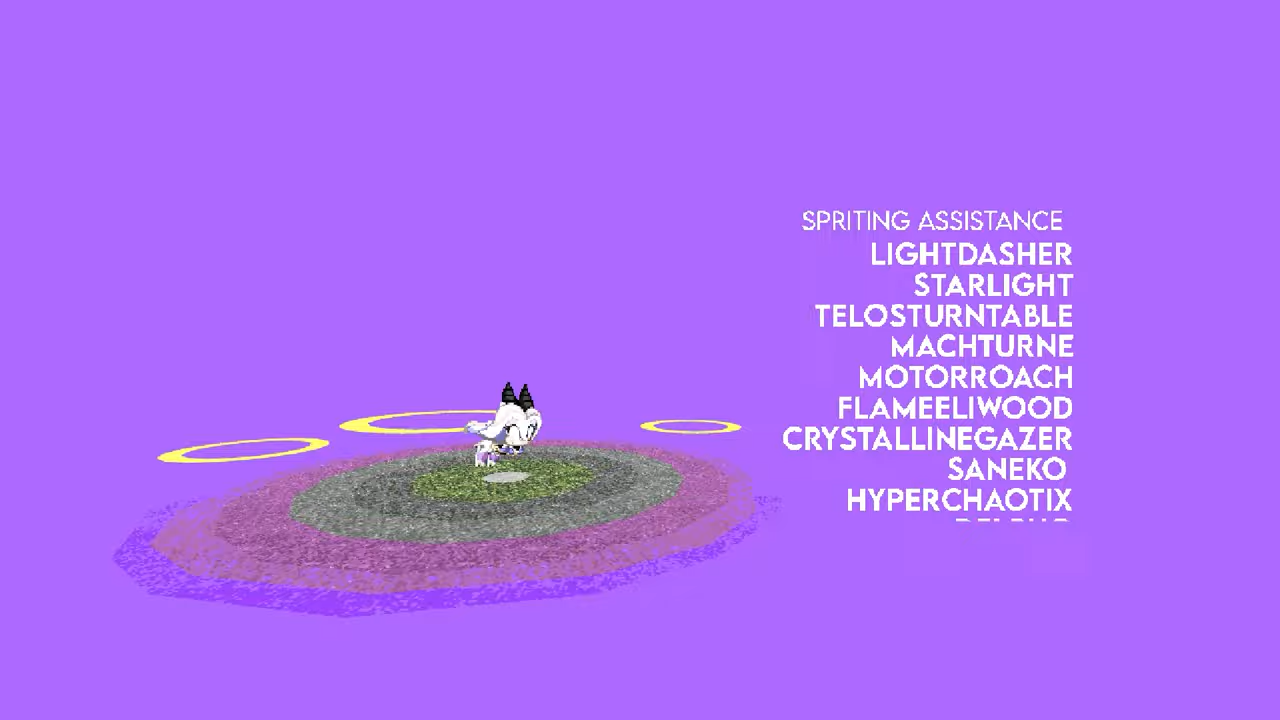 SPRITING ASSISTANCE
LIGHTDASHER
STARLIGHT
TELOSTURNTABLE
MACHTURNE
MOTORROACH
FLAMEELIWOOD
CRYSTALLINEGAZER
SANEKO
HYPERCHAOTIX